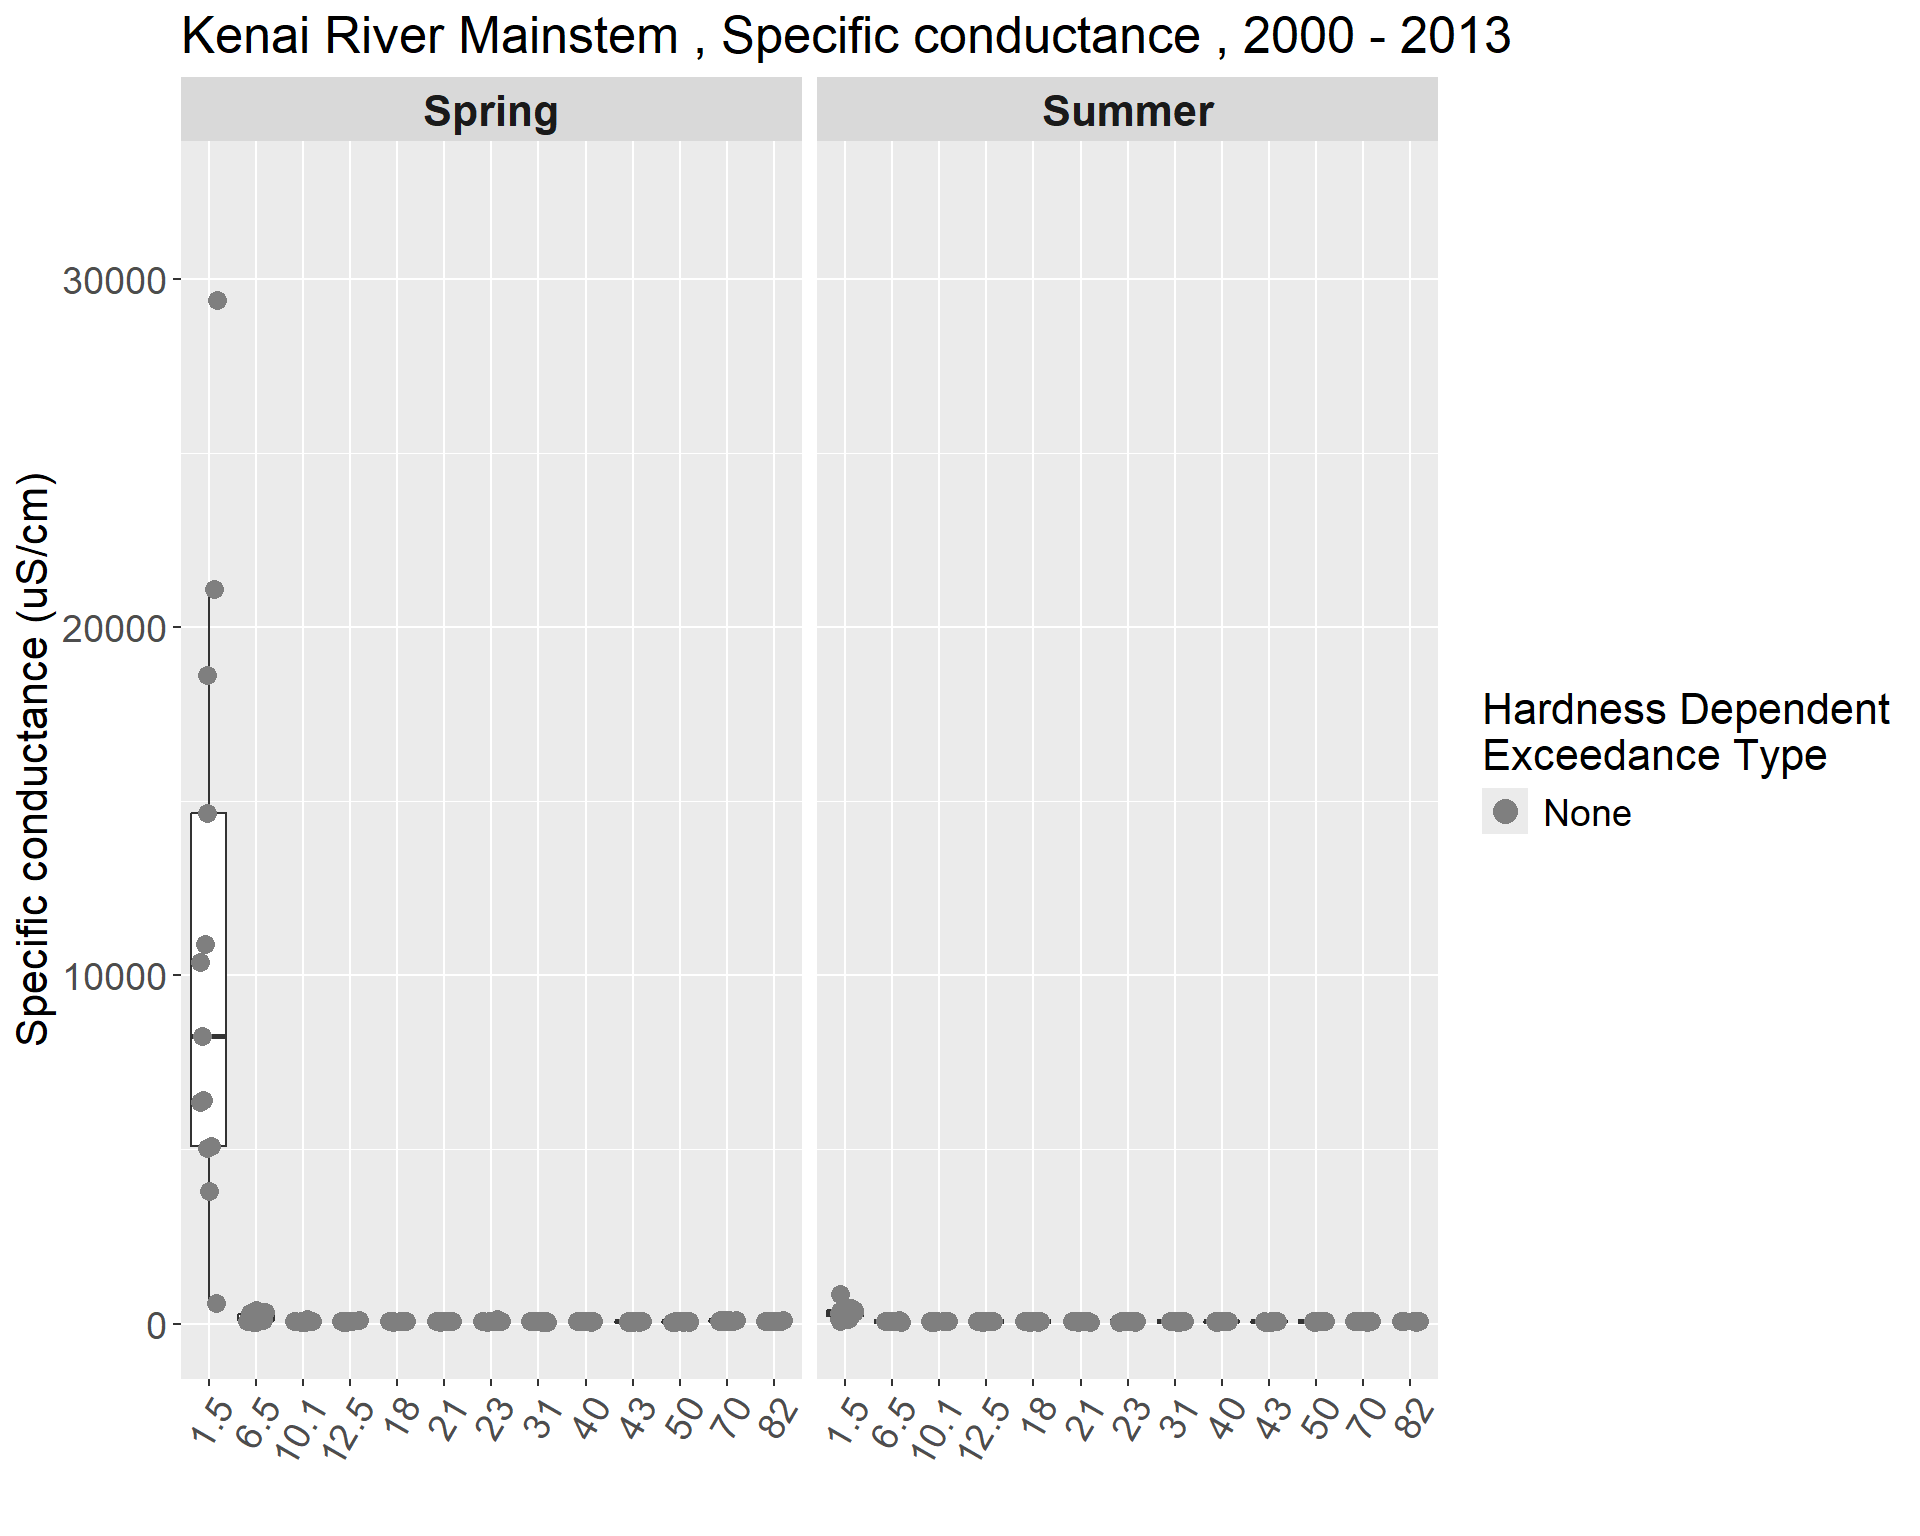 Kenai River Mainstem , Specific conductance , 2000 - 2013
Spring
Summer
Specific conductance (uS/cm)
30000
20000
10000
0
1.5 6.5 10.1 12.5 18 21 23 31 40 43 50 70 82
1.5 6.5 10.1 12.5 18 21 23 31 40 43 50 70 82
Hardness Dependent
Exceedance Type
None